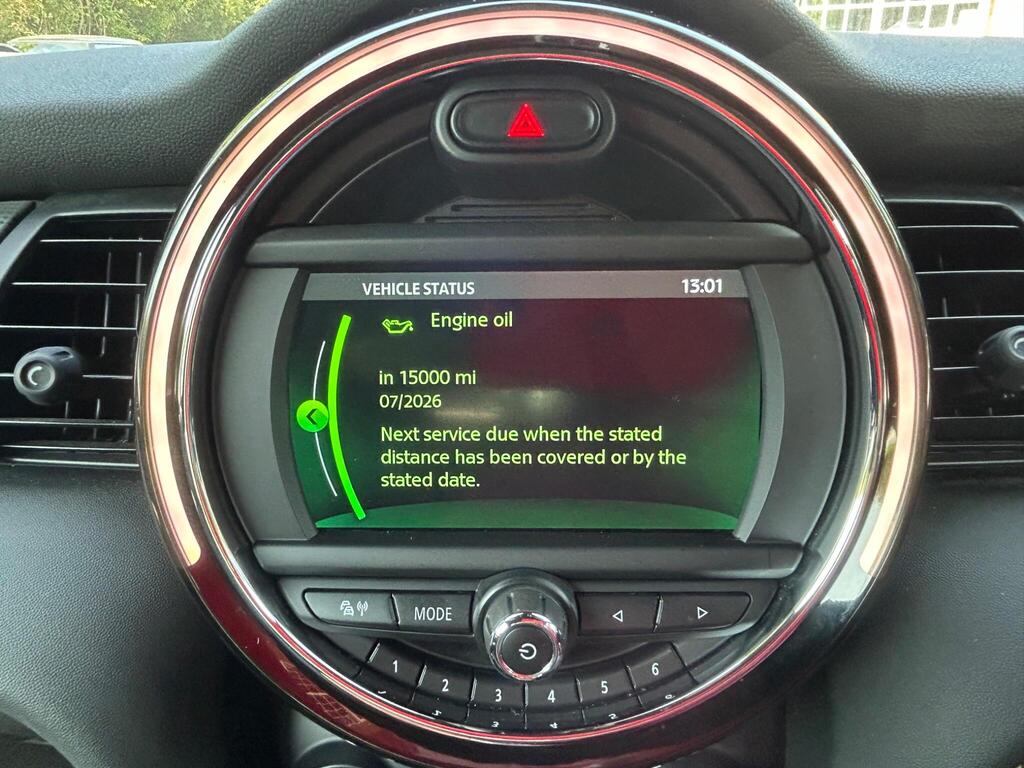 VEHICLE STATUS 13:01
Engine oil
in 15000 mi
07/2026
Next service due when the stated
distance has been covered or by the
stated date.
MODE
1 2 3 4 5 6